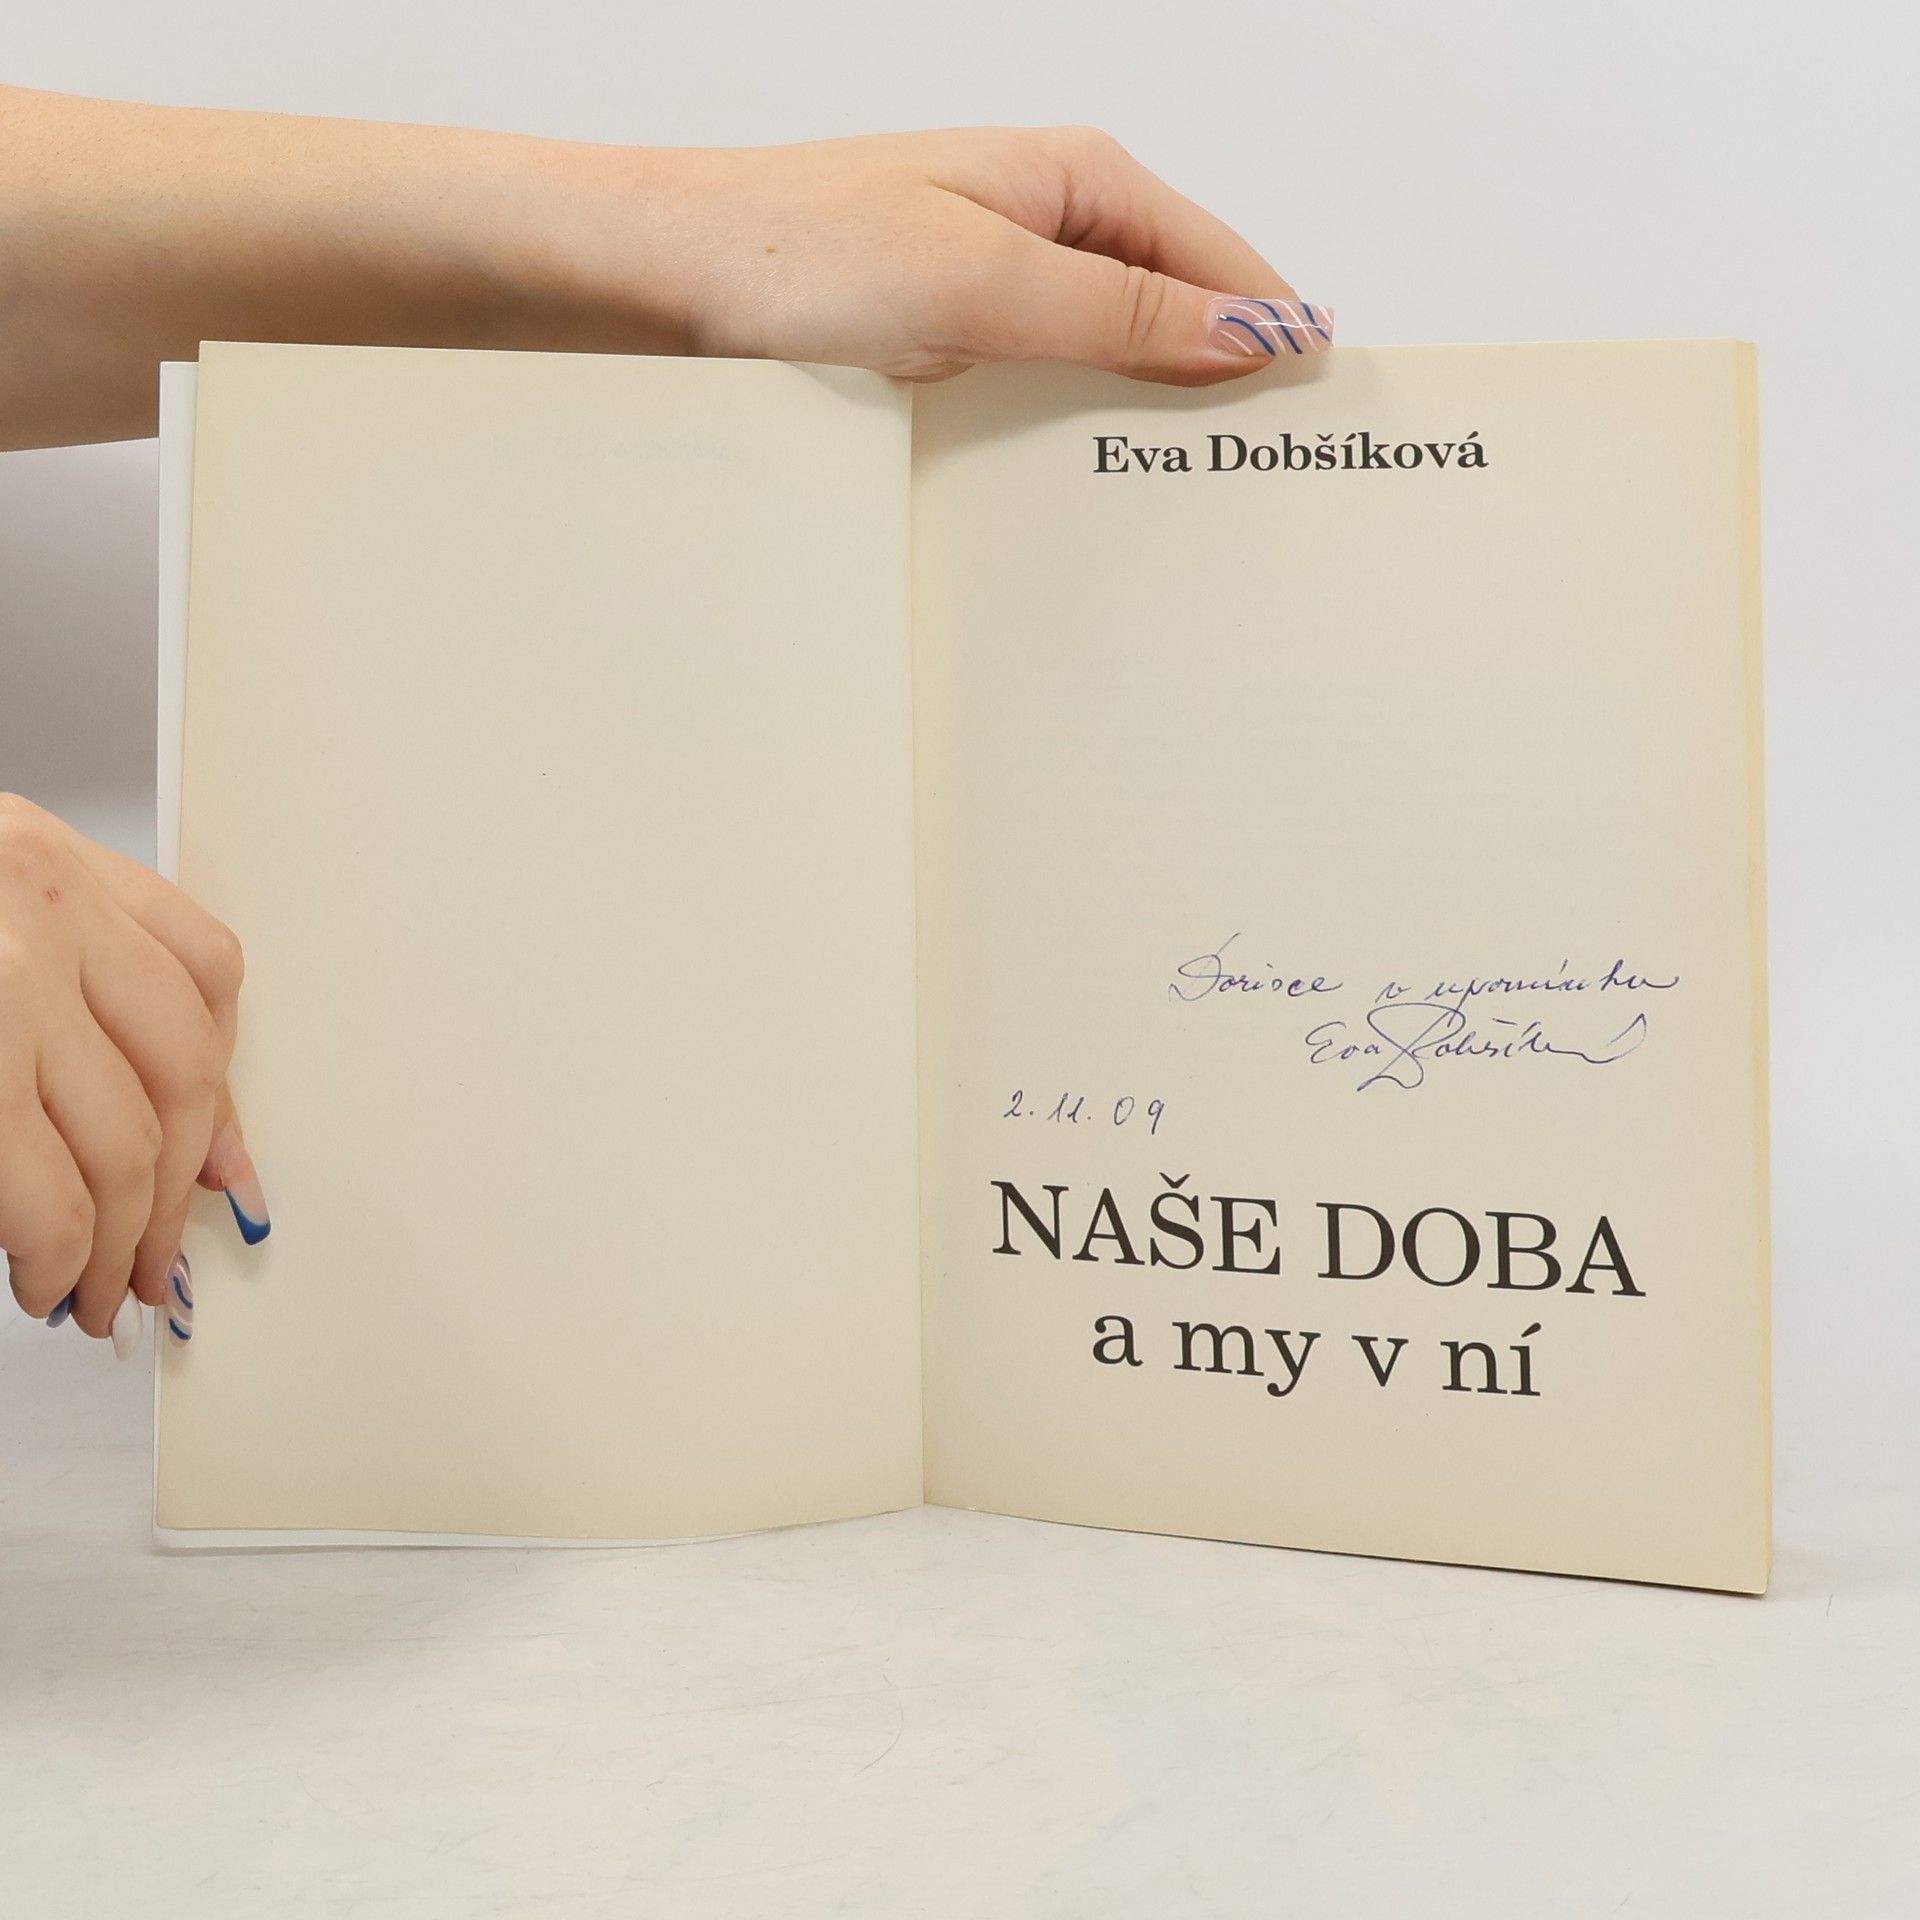 Eva Dobšíková
Dorisce v upomínku
Eva Dobšíková
2. 11. 09
NAŠE DOBA
a my v ní